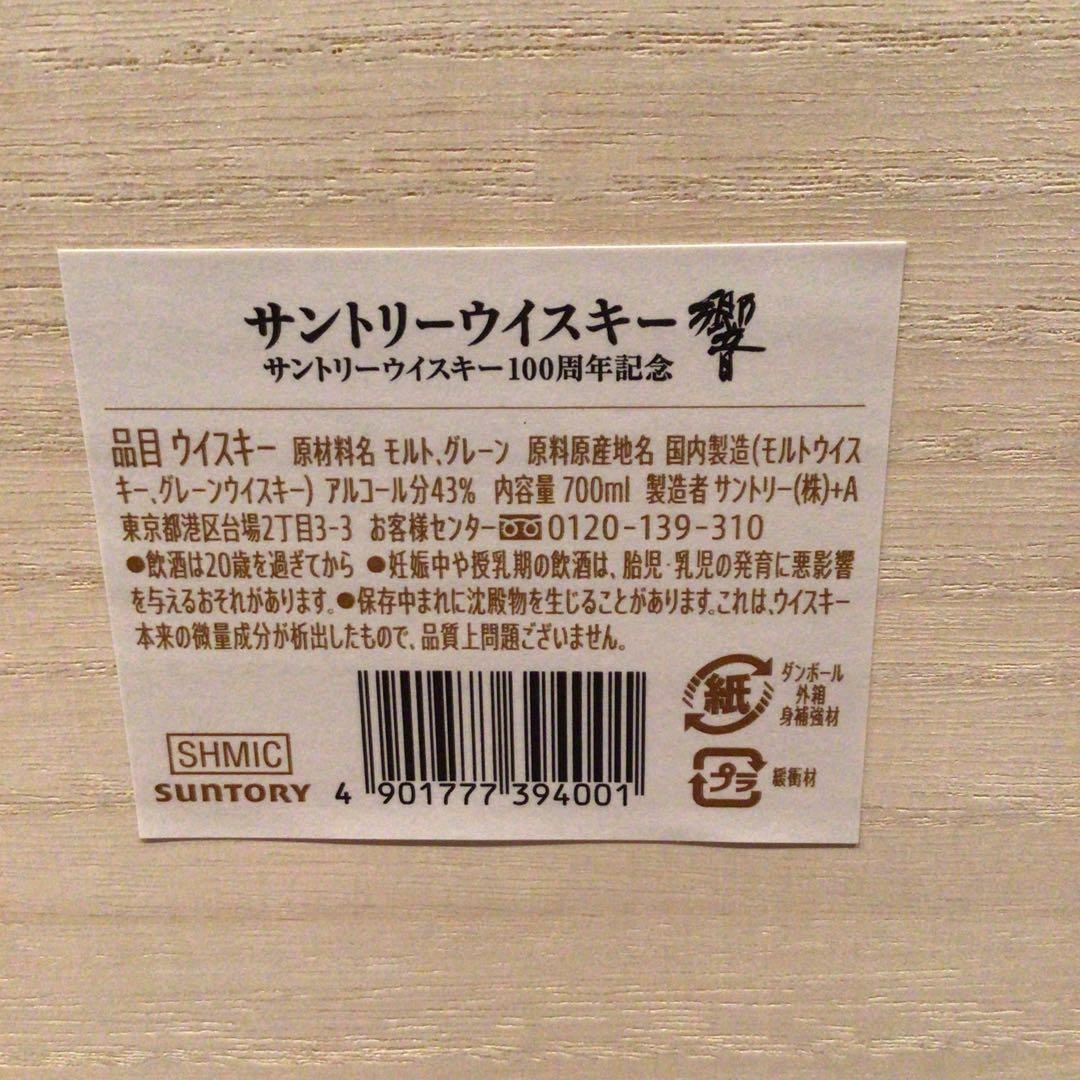 サントリーウイスキー 響
サントリーウイスキー100周年記念
品目 ウイスキー 原材料名 モルト、グレーン 原料原産地名 国内製造(モルトウイス
キー、グレーンウイスキー) アルコール分43% 内容量 700ml 製造者 サントリー(株)+A
東京都港区台場2丁目3-3 お客様センター 0120-139-310
●飲酒は20歳を過ぎてから ●妊娠中や授乳期の飲酒は、胎児・乳児の発育に悪影響
を与えるおそれがあります。●保存中まれに沈殿物を生じることがあります。これは、ウイスキー
本来の微量成分が析出したもので、品質上問題ございません。
紙
ダンボール
外箱
身補強材
SHMIC
SUNTORY
4 901777 394001
プラ
緩衝材